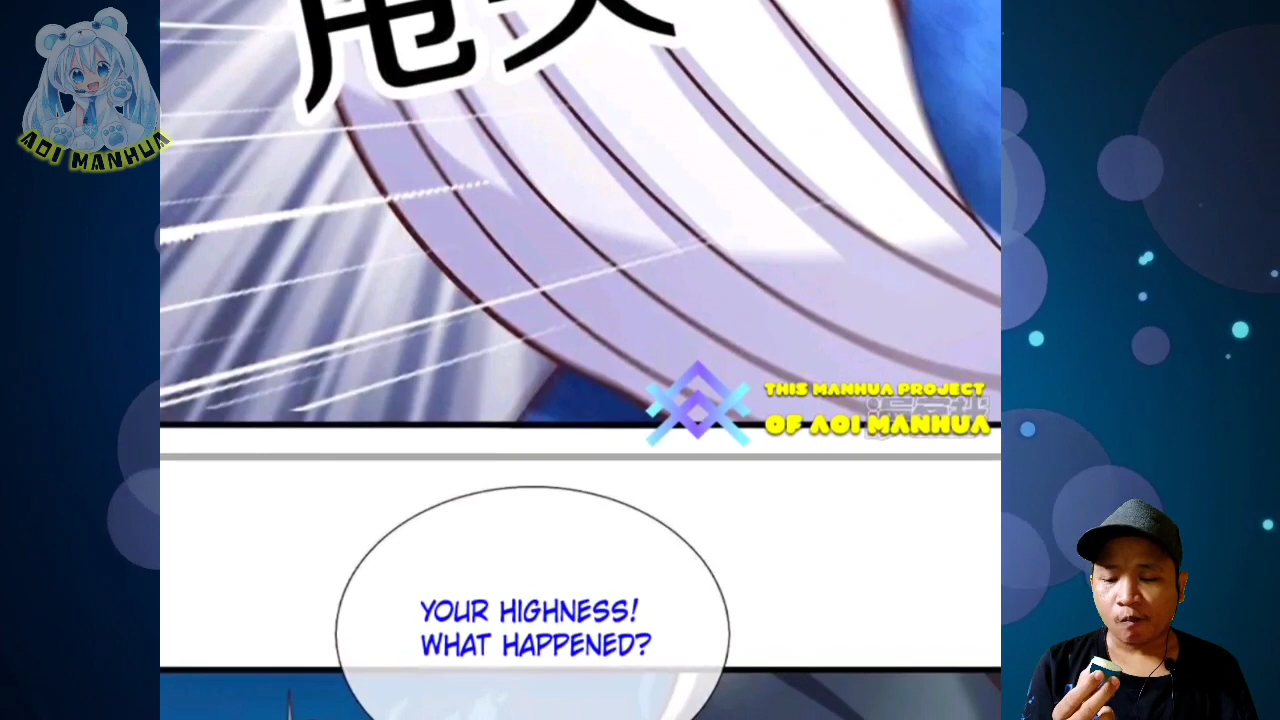 AOI MANHUA
THIS MANHUA PROJECT
OF AOI MANHUA
YOUR HIGHNESS!
WHAT HAPPENED?